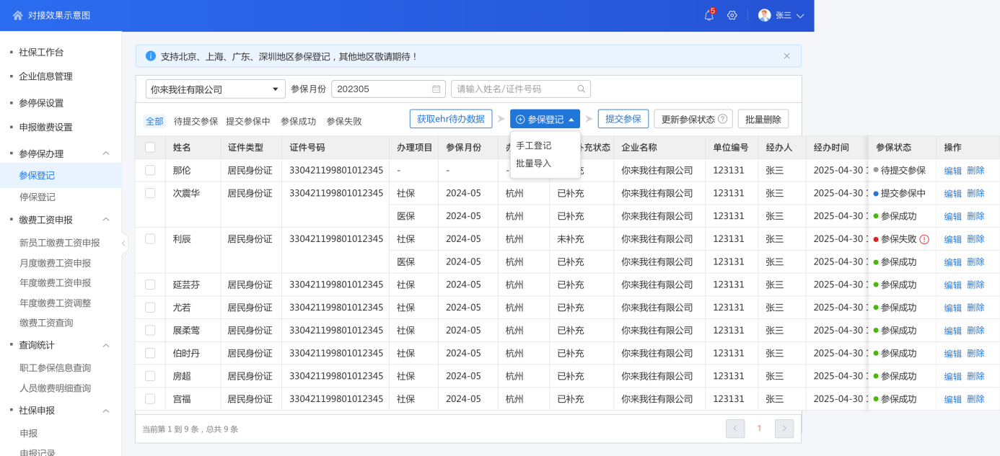 对接效果示意图
5
张三
社保工作台
企业信息管理
参停保设置
申报缴费设置
参停保办理
参保登记
停保登记
缴费工资申报
新员工缴费工资申报
月度缴费工资申报
年度缴费工资申报
年度缴费工资调整
缴费工资查询
查询统计
职工参保信息查询
人员缴费明细查询
社保申报
申报
申报记录
支持北京、上海、广东、深圳地区参保登记，其他地区敬请期待！
你来我往有限公司 参保月份 202305 请输入姓名/证件号码
全部 待提交参保 提交参保中 参保成功 参保失败 获取ehr待办数据 参保登记 提交参保 更新参保状态 批量删除
手工登记
批量导入
姓名 证件类型 证件号码 办理项目 参保月份 充状态 企业名称 单位编号 经办人 经办时间 参保状态 操作
那伦 居民身份证 330421199801012345 - - - 你来我往有限公司 123131 张三 2025-04-30 待提交参保 编辑 删除
次震华 居民身份证 330421199801012345 社保 2024-05 杭州 已补充 你来我往有限公司 123131 张三 2025-04-30 提交参保中 编辑 删除
医保 2024-05 杭州 已补充 你来我往有限公司 123131 张三 2025-04-30 参保成功 编辑 删除
利辰 居民身份证 330421199801012345 社保 2024-05 杭州 未补充 你来我往有限公司 123131 张三 2025-04-30 参保失败 编辑 删除
医保 2024-05 杭州 已补充 你来我往有限公司 123131 张三 2025-04-30 参保成功 编辑 删除
延芸芬 居民身份证 330421199801012345 社保 2024-05 杭州 已补充 你来我往有限公司 123131 张三 2025-04-30 参保成功 编辑 删除
尤若 居民身份证 330421199801012345 社保 2024-05 杭州 已补充 你来我往有限公司 123131 张三 2025-04-30 参保成功 编辑 删除
展柔莺 居民身份证 330421199801012345 社保 2024-05 杭州 已补充 你来我往有限公司 123131 张三 2025-04-30 参保成功 编辑 删除
伯时丹 居民身份证 330421199801012345 社保 2024-05 杭州 已补充 你来我往有限公司 123131 张三 2025-04-30 参保成功 编辑 删除
房超 居民身份证 330421199801012345 社保 2024-05 杭州 已补充 你来我往有限公司 123131 张三 2025-04-30 参保成功 编辑 删除
宫福 居民身份证 330421199801012345 社保 2024-05 杭州 已补充 你来我往有限公司 123131 张三 2025-04-30 参保成功 编辑 删除
当前第 1 到 9 条，总共 9 条 1